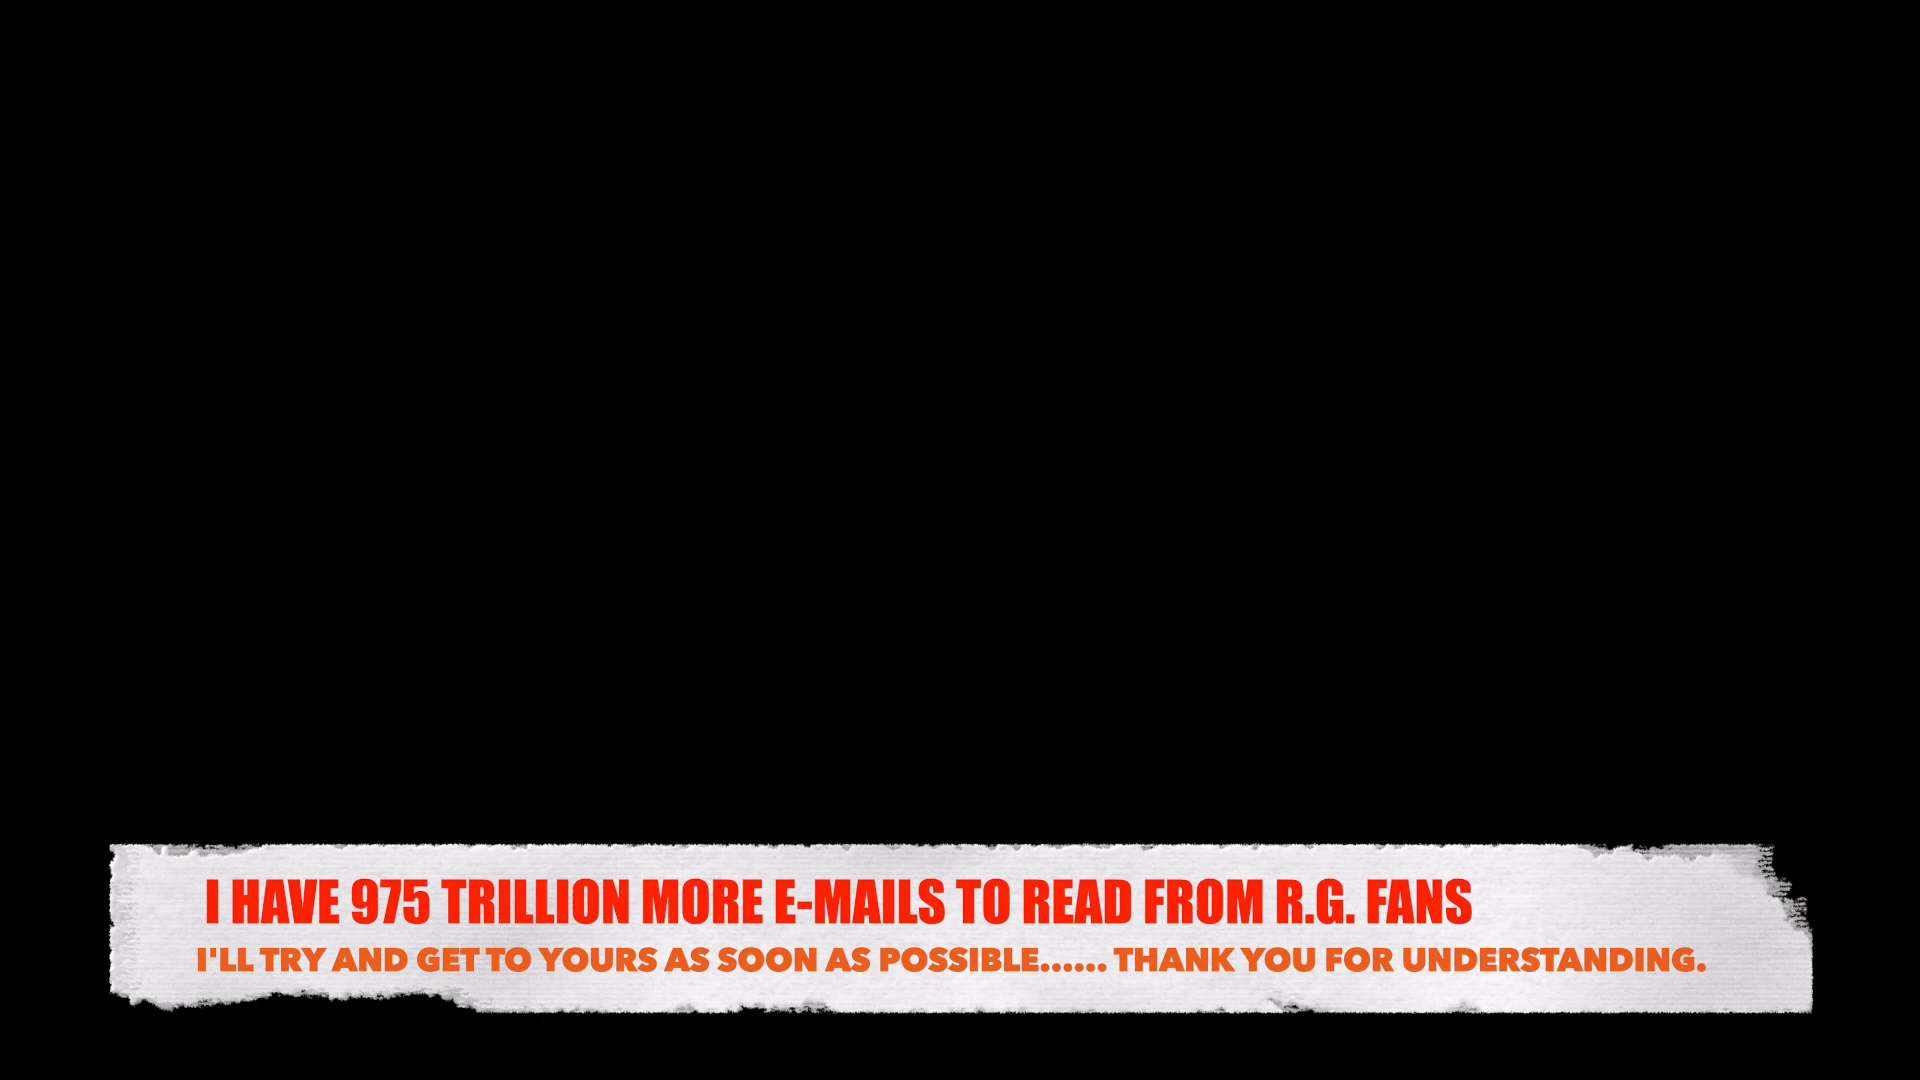 I HAVE 975 TRILLION MORE E-MAILS TO READ FROM R.G. FANS
I'LL TRY AND GET TO YOURS AS SOON AS POSSIBLE...... THANK YOU FOR UNDERSTANDING.